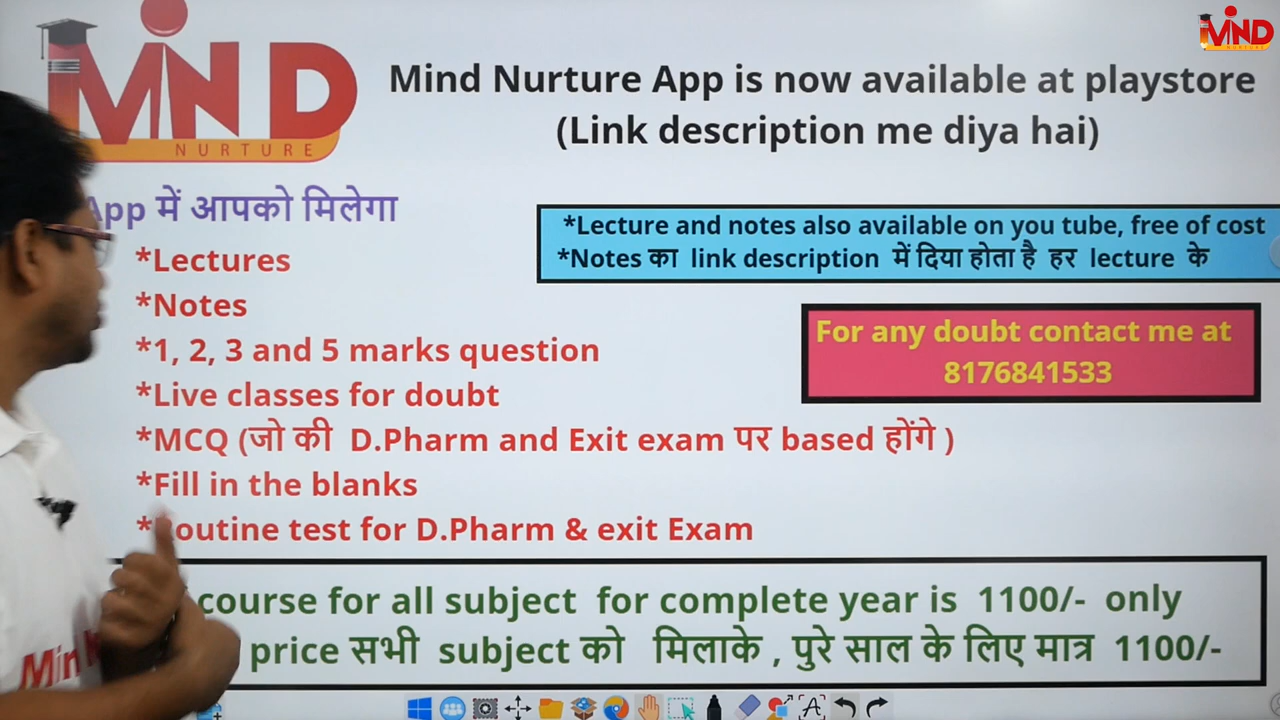 MIND
NURTURE
MIND
NURTURE
Mind Nurture App is now available at playstore
(Link description me diya hai)
App में आपको मिलेगा
*Lecture and notes also available on you tube, free of cost
*Notes का link description में दिया होता है हर lecture के
*Lectures
*Notes
*1, 2, 3 and 5 marks question
For any doubt contact me at
8176841533
*Live classes for doubt
*MCQ (जो की D.Pharm and Exit exam पर based होंगे )
*Fill in the blanks
*Routine test for D.Pharm & exit Exam
course for all subject for complete year is 1100/- only
price सभी subject को मिलाके , पुरे साल के लिए मात्र 1100/-